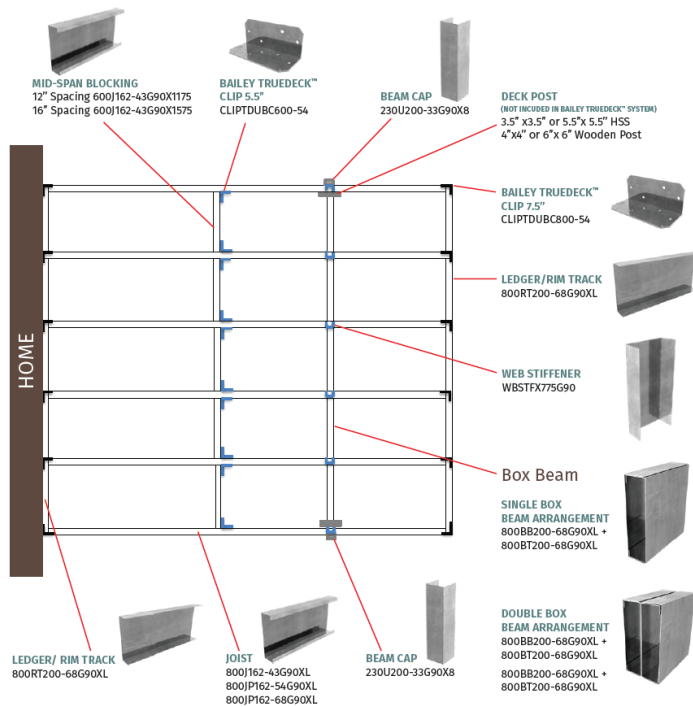 MID-SPAN BLOCKING
12” Spacing 600J162-43G90X1175
16” Spacing 600J162-43G90X1575
BAILEY TRUEDECK™
CLIP 5.5”
CLIPTDUBC600-54
BEAM CAP
230U200-33G90X8
DECK POST
(NOT INCLUDED IN BAILEY TRUEDECK™ SYSTEM)
3.5” x3.5” or 5.5”x 5.5” HSS
4”x4” or 6”x 6” Wooden Post
BAILEY TRUEDECK™
CLIP 7.5”
CLIPTDUBC800-54
LEDGER/RIM TRACK
800RT200-68G90XL
HOME
WEB STIFFENER
WBSTFX775G90
Box Beam
SINGLE BOX
BEAM ARRANGEMENT
800BB200-68G90XL +
800BT200-68G90XL
DOUBLE BOX
BEAM ARRANGEMENT
800BB200-68G90XL +
800BT200-68G90XL
800BB200-68G90XL +
800BT200-68G90XL
LEDGER/ RIM TRACK
800RT200-68G90XL
JOIST
800J162-43G90XL
800JP162-54G90XL
800JP162-68G90XL
BEAM CAP
230U200-33G90X8